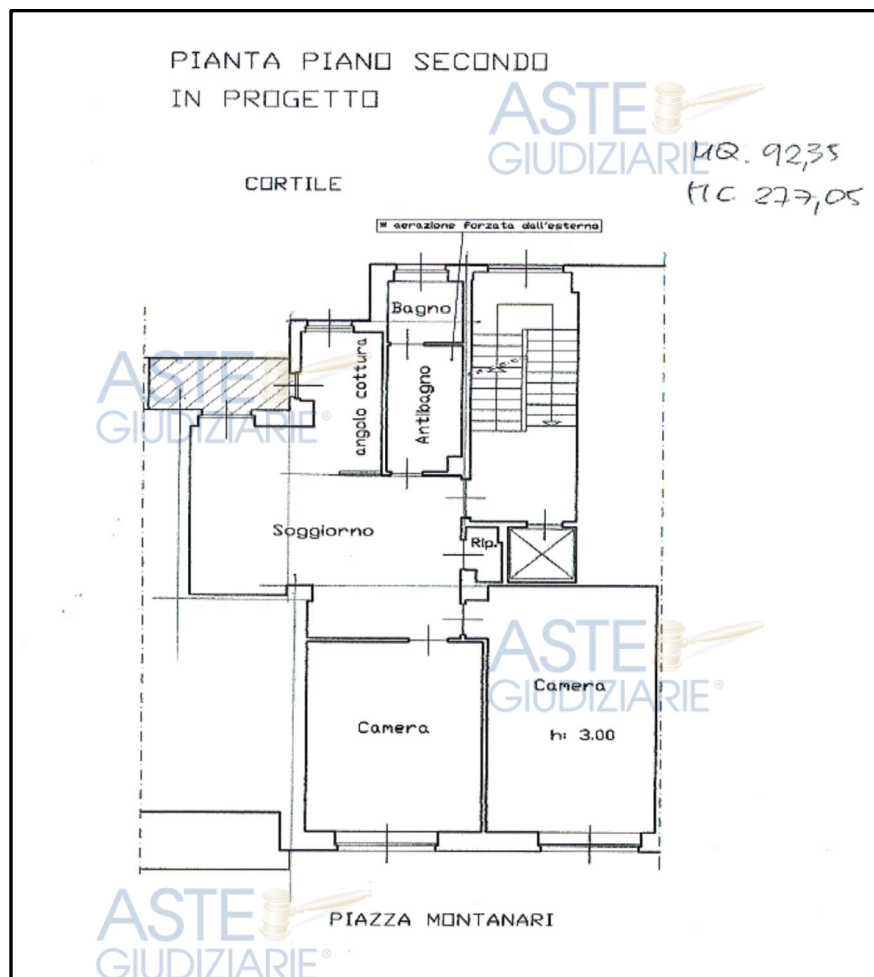 PIANTA PIANO SECONDO
IN PROGETTO
ASTE
GIUDIZIARIE
MQ. 92,35
MC 277,05
CORTILE
* aerazione forzata dall'esterno
Bagno
angolo cottura
Antibagno
ASTE
GIUDIZIARIE®
Soggiorno
Rip.
ASTE
GIUDIZIARIE®
Camera
h: 3.00
Camera
PIAZZA MONTANARI
ASTE
GIUDIZIARIE®